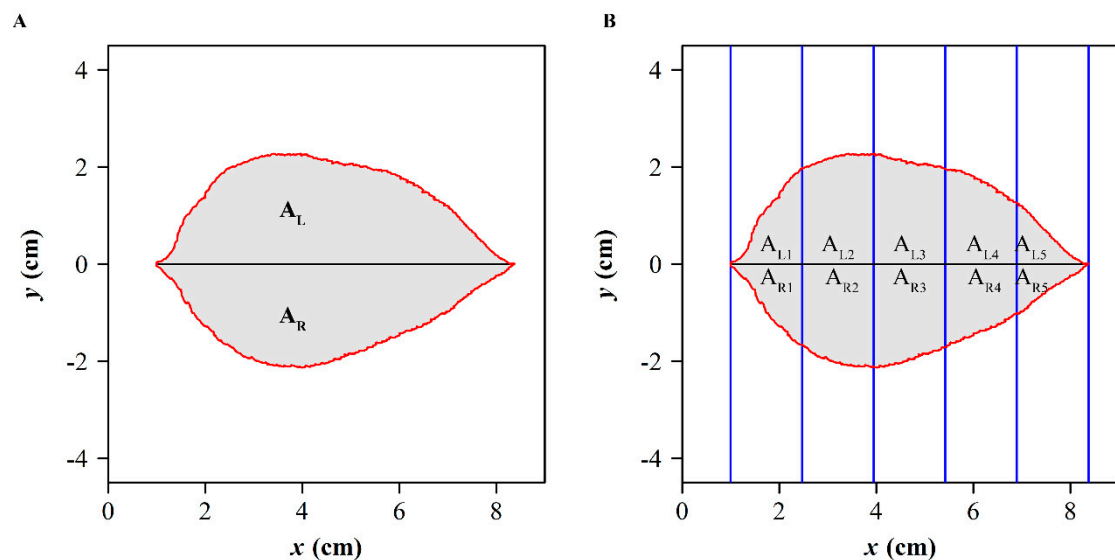 A
B
4
2
0
-2
-4
y (cm)
A_L
A_R
0 2 4 6 8
x (cm)
4
2
0
-2
-4
y (cm)
A_L1 A_L2 A_L3 A_L4 A_L5
A_R1 A_R2 A_R3 A_R4 A_R5
0 2 4 6 8
x (cm)